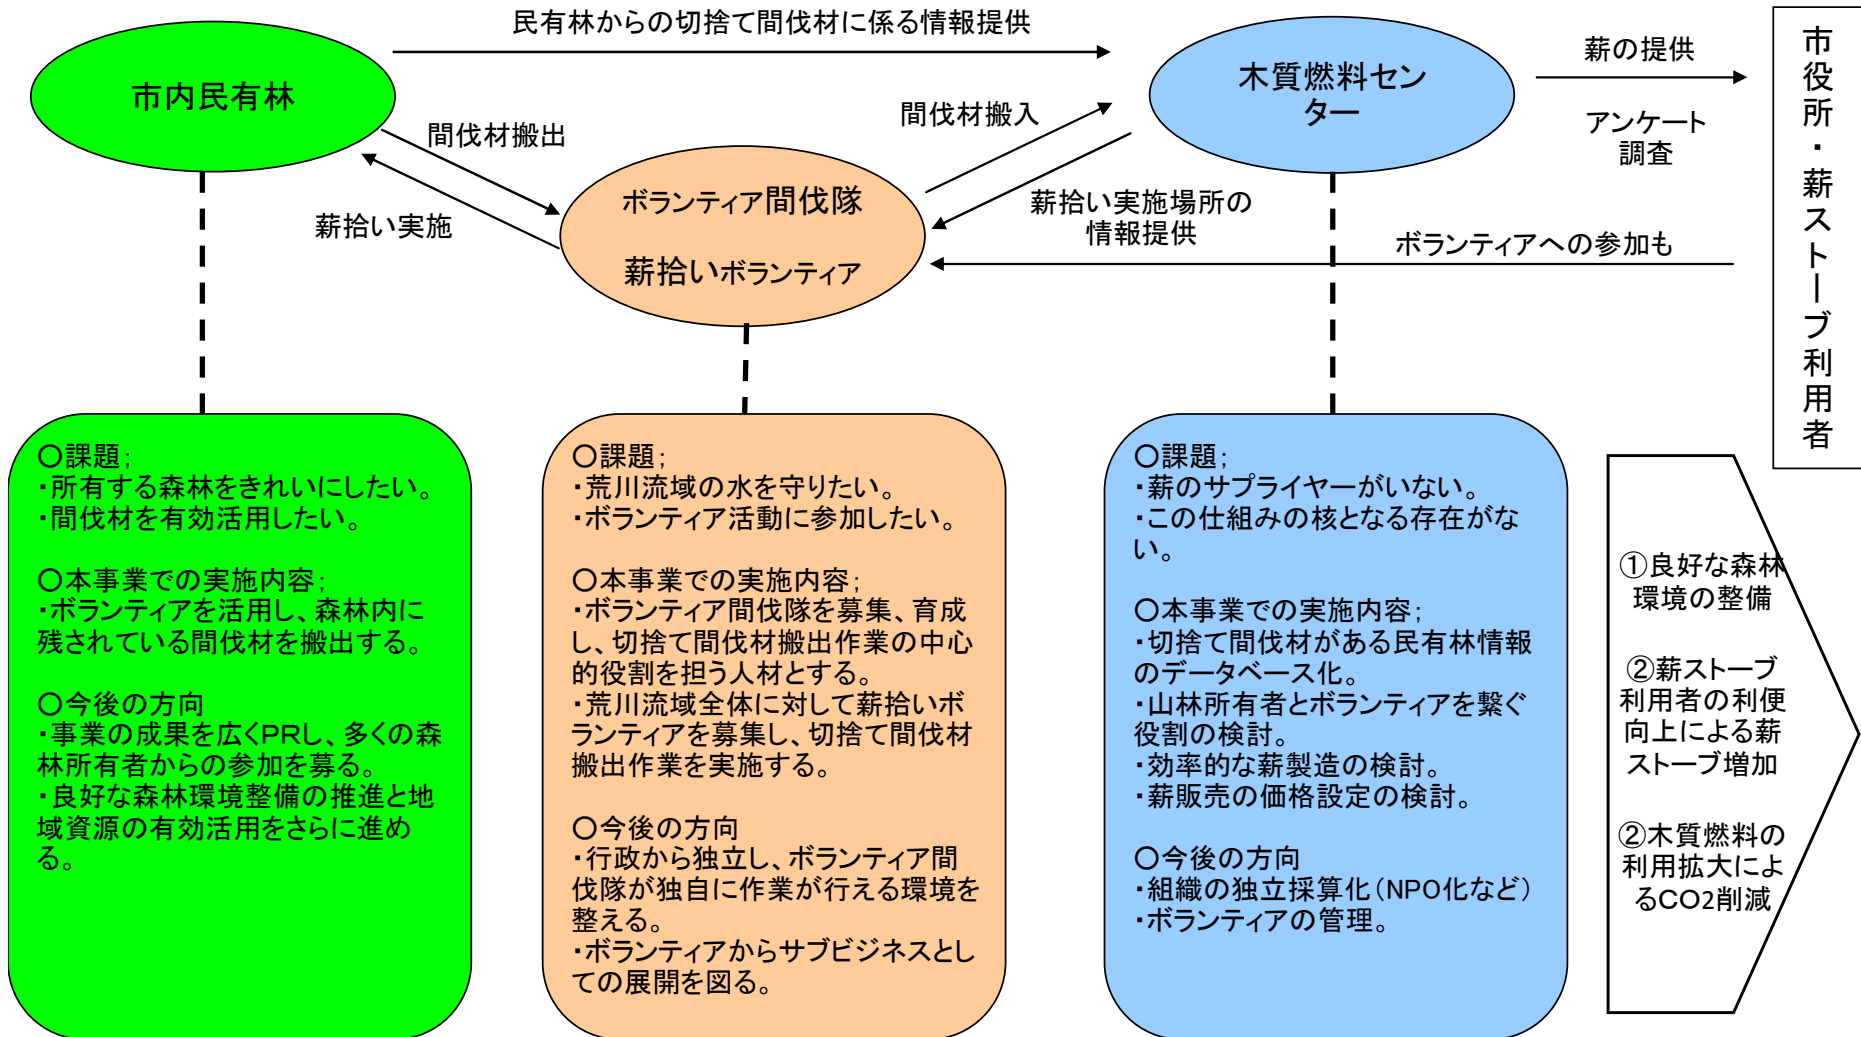 民有林からの切捨て間伐材に係る情報提供
市内民有林
木質燃料セン
ター
薪の提供
アンケート
調査
市役所・薪ストーブ利用者
間伐材搬出
間伐材搬入
薪拾い実施
ボランティア間伐隊
薪拾いボランティア
薪拾い実施場所の
情報提供
ボランティアへの参加も
〇課題;
・所有する森林をきれいにしたい。
・間伐材を有効活用したい。
〇本事業での実施内容;
・ボランティアを活用し、森林内に
残されている間伐材を搬出する。
〇今後の方向
・事業の成果を広くPRし、多くの森
林所有者からの参加を募る。
・良好な森林環境整備の推進と地
域資源の有効活用をさらに進め
る。
〇課題;
・荒川流域の水を守りたい。
・ボランティア活動に参加したい。
〇本事業での実施内容;
・ボランティア間伐隊を募集、育成
し、切捨て間伐材搬出作業の中心
的役割を担う人材とする。
・荒川流域全体に対して薪拾いボ
ランティアを募集し、切捨て間伐材
搬出作業を実施する。
〇今後の方向
・行政から独立し、ボランティア間
伐隊が独自に作業が行える環境を
整える。
・ボランティアからサブビジネスとし
ての展開を図る。
〇課題;
・薪のサプライヤーがいない。
・この仕組みの核となる存在がな
い。
〇本事業での実施内容;
・切捨て間伐材がある民有林情報
のデータベース化。
・山林所有者とボランティアを繋ぐ
役割の検討。
・効率的な薪製造の検討。
・薪販売の価格設定の検討。
〇今後の方向
・組織の独立採算化(NPO化など)
・ボランティアの管理。
①良好な森林
環境の整備
②薪ストーブ
利用者の利便
向上による薪
ストーブ増加
②木質燃料の
利用拡大によ
るCO2削減